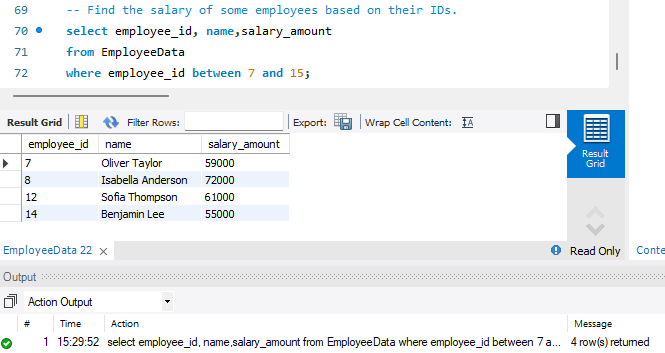 69 -- Find the salary of some employees based on their IDs.
70 select employee_id, name,salary_amount
71 from EmployeeData
72 where employee_id between 7 and 15;
Result Grid Filter Rows: Export: Wrap Cell Content: IA
employee_id name salary_amount
7 Oliver Taylor 59000
8 Isabella Anderson 72000
12 Sofia Thompson 61000
14 Benjamin Lee 55000
Result
Grid
EmployeeData 22 × Read Only Conte
Output
Action Output
# Time Action Message
1 15:29:52 select employee_id, name,salary_amount from EmployeeData where employee_id between 7 a... 4 row(s) returned